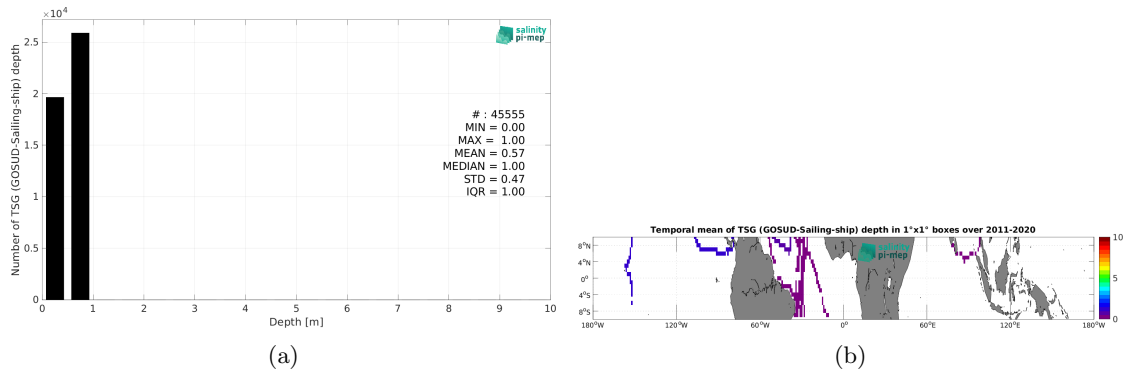 ×10⁴
2.5
2
1.5
1
0.5
0
Number of TSG (GOSUD-Sailing-ship) depth
salinity
pi-mep
# : 45555
MIN = 0.00
MAX = 1.00
MEAN = 0.57
MEDIAN = 1.00
STD = 0.47
IQR = 1.00
0 1 2 3 4 5 6 7 8 9 10
Depth [m]
(a)
Temporal mean of TSG (GOSUD-Sailing-ship) depth in 1°x1° boxes over 2011-2020
salinity
pi-mep
8°N
4°N
0°
4°S
8°S
180°W 120°W 60°W 0° 60°E 120°E 180°W
10
5
0
(b)